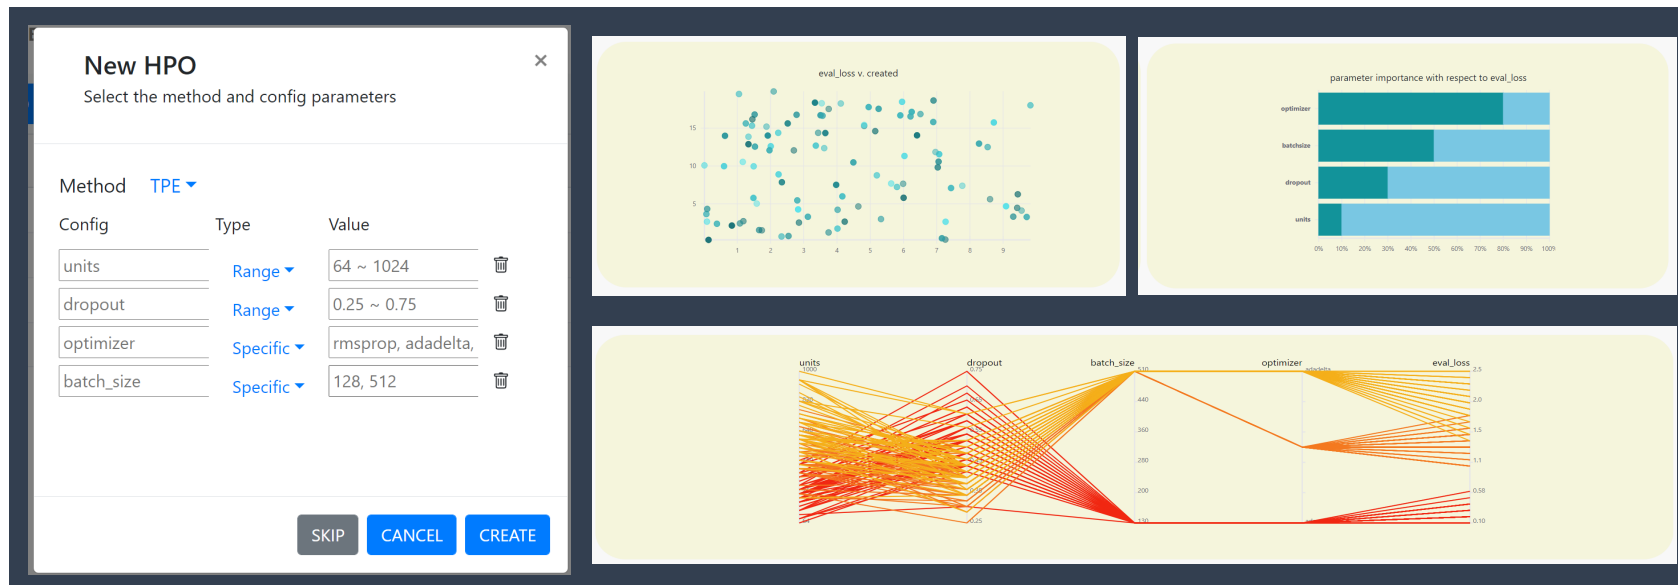 New HPO
×
Select the method and config parameters
Method TPE
Config Type Value
units Range 64 ~ 1024
dropout Range 0.25 ~ 0.75
optimizer Specific rmsprop, adadelta,
batch_size Specific 128, 512
SKIP CANCEL CREATE
eval_loss v. created
15
10
5
1 2 3 4 5 6 7 8 9
parameter importance with respect to eval_loss
optimizer
batchsize
dropout
units
0% 10% 20% 30% 40% 50% 60% 70% 80% 90% 100%
units dropout batch_size optimizer eval_loss
1000 0.75 510 adadelta 2.5
440 2.0
360 1.5
280 1.1
200 0.58
0.25 130 0.10